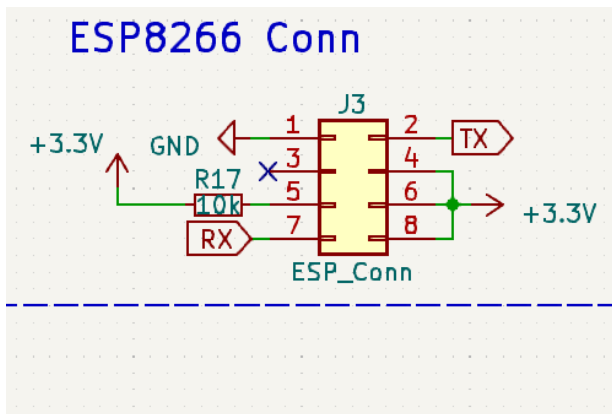 ESP8266 Conn
J3
1 2 TX
+3.3V GND
3 4
R17
10k 5 6 +3.3V
RX 7 8
ESP_Conn